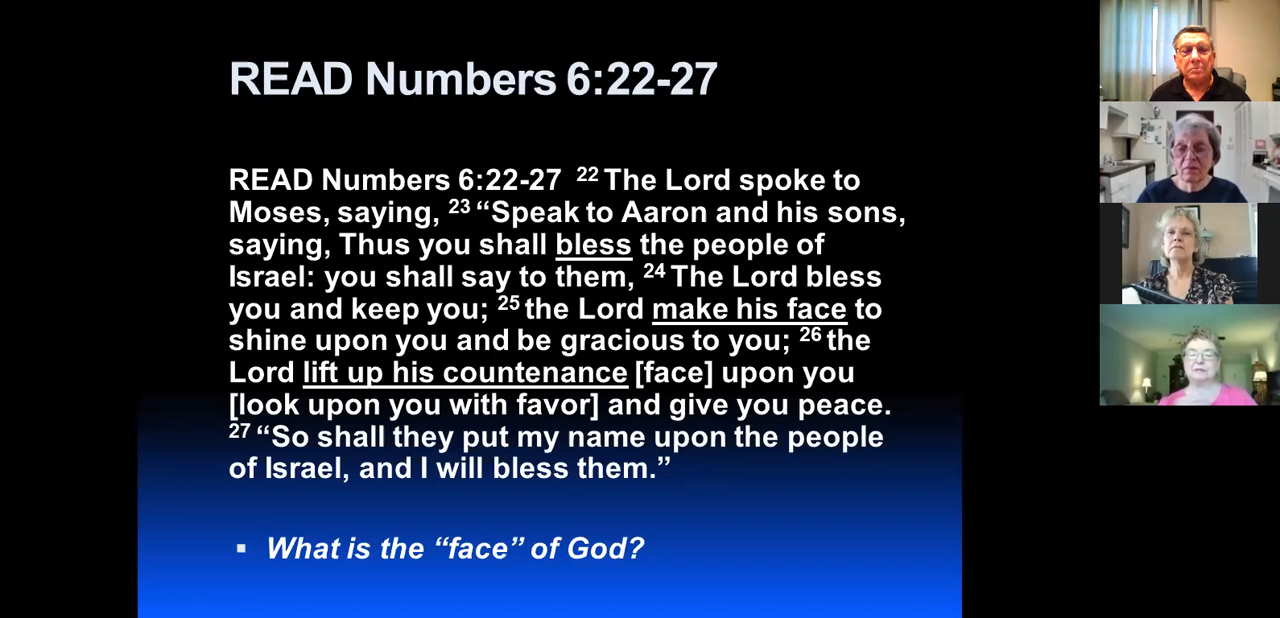 READ Numbers 6:22-27
READ Numbers 6:22-27 22 The Lord spoke to
Moses, saying, 23 “Speak to Aaron and his sons,
saying, Thus you shall bless the people of
Israel: you shall say to them, 24 The Lord bless
you and keep you; 25 the Lord make his face to
shine upon you and be gracious to you; 26 the
Lord lift up his countenance [face] upon you
[look upon you with favor] and give you peace.
27 “So shall they put my name upon the people
of Israel, and I will bless them.”
▪ What is the “face” of God?